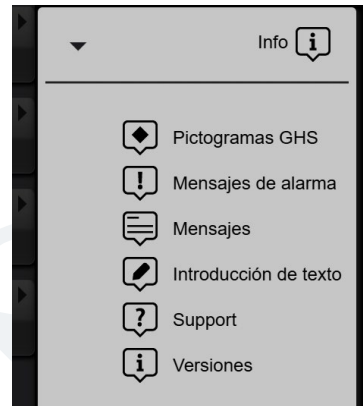 Info
Pictogramas GHS
Mensajes de alarma
Mensajes
Introducción de texto
Support
Versiones